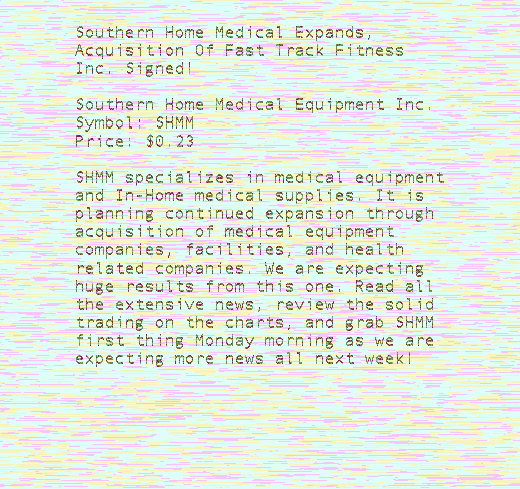 Southern Home Medical Expands,
Acquisition Of Fast Track Fitness
Inc. Signed!
Southern Home Medical Equipment Inc.
Symbol: SHMM
Price: $0.23
SHMM specializes in medical equipment
and In-Home medical supplies. It is
planning continued expansion through
acquisition of medical equipment
companies, facilities, and health
related companies. We are expecting
huge results from this one. Read all
the extensive news, review the solid
trading on the charts, and grab SHMM
first thing Monday morning as we are
expecting more news all next week!